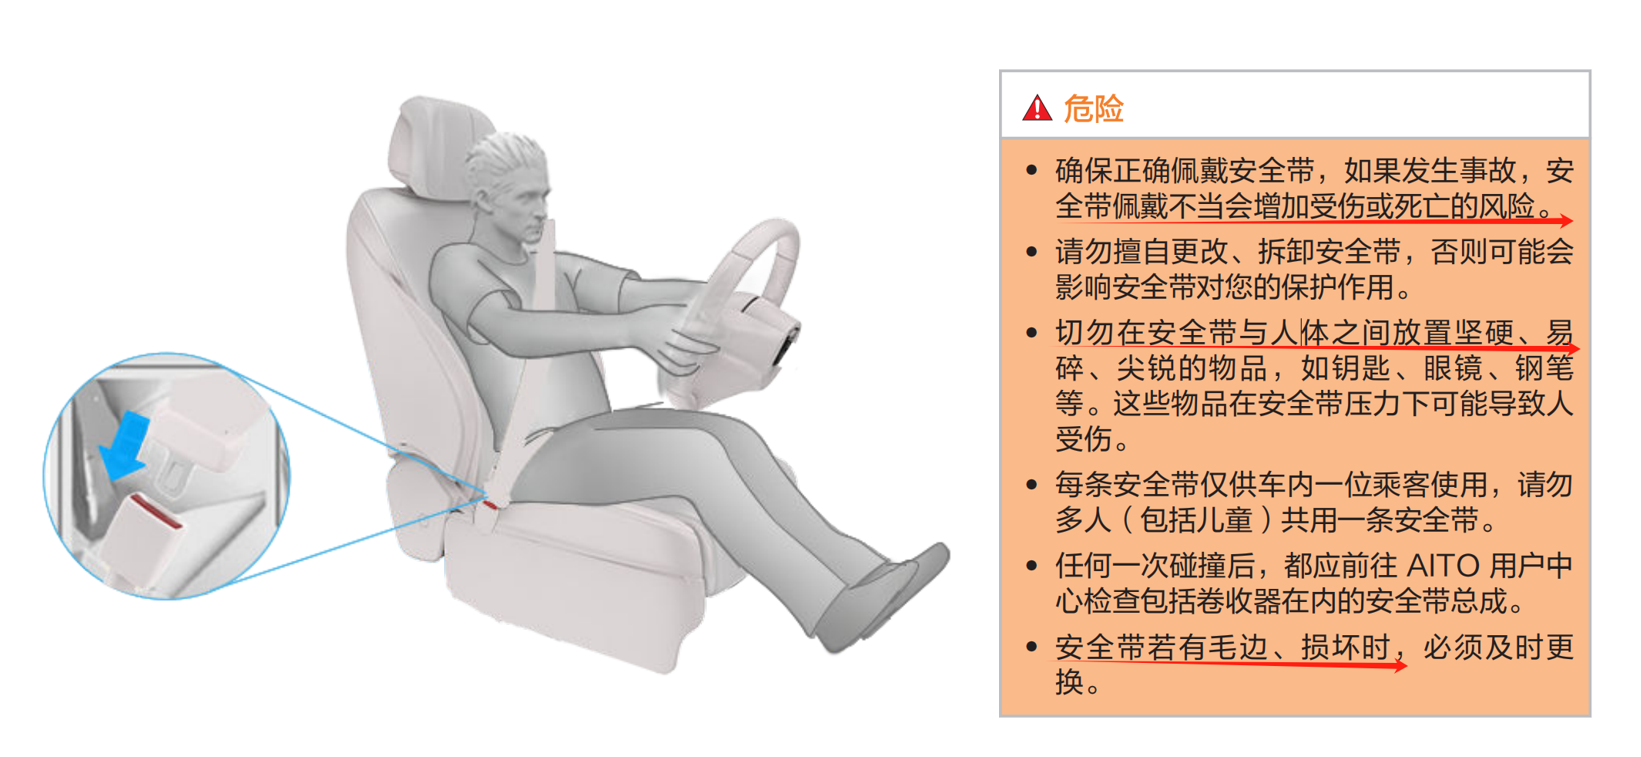 危险
• 确保正确佩戴安全带，如果发生事故，安
全带佩戴不当会增加受伤或死亡的风险。
• 请勿擅自更改、拆卸安全带，否则可能会
影响安全带对您的保护作用。
• 切勿在安全带与人体之间放置坚硬、易
碎、尖锐的物品，如钥匙、眼镜、钢笔
等。这些物品在安全带压力下可能导致人
受伤。
• 每条安全带仅供车内一位乘客使用，请勿
多人（包括儿童）共用一条安全带。
• 任何一次碰撞后，都应前往 AITO 用户中
心检查包括卷收器在内的安全带总成。
• 安全带若有毛边、损坏时，必须及时更
换。